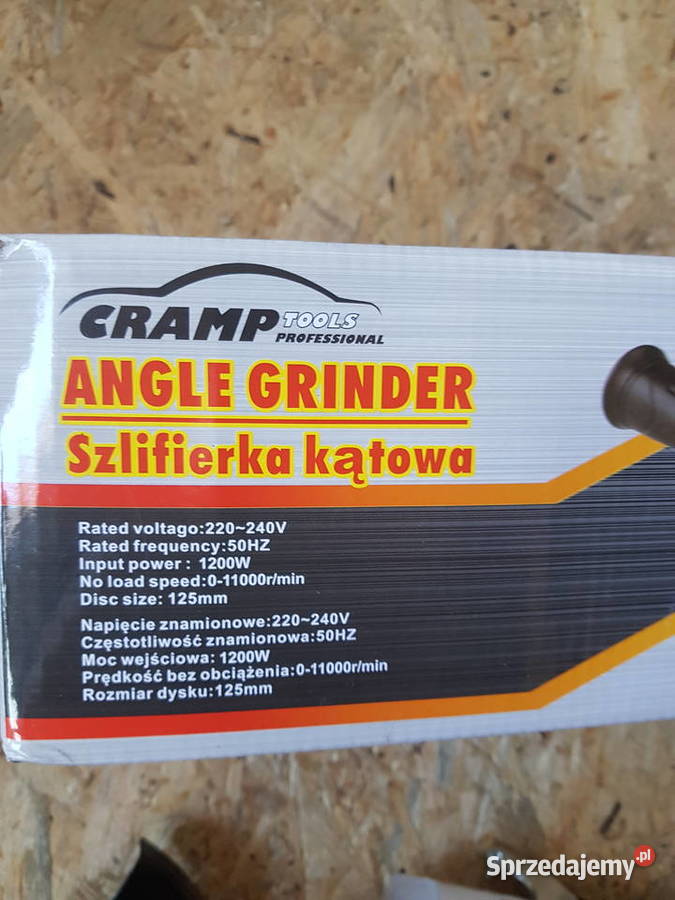 CRAMP TOOLS
PROFESSIONAL
ANGLE GRINDER
Szlifierka kątowa
Rated voltago:220~240V
Rated frequency:50HZ
Input power : 1200W
No load speed:0-11000r/min
Disc size: 125mm
Napięcie znamionowe:220~240V
Częstotliwość znamionowa:50HZ
Moc wejściowa: 1200W
Prędkość bez obciążenia:0-11000r/min
Rozmiar dysku:125mm
Sprzedajemy.pl